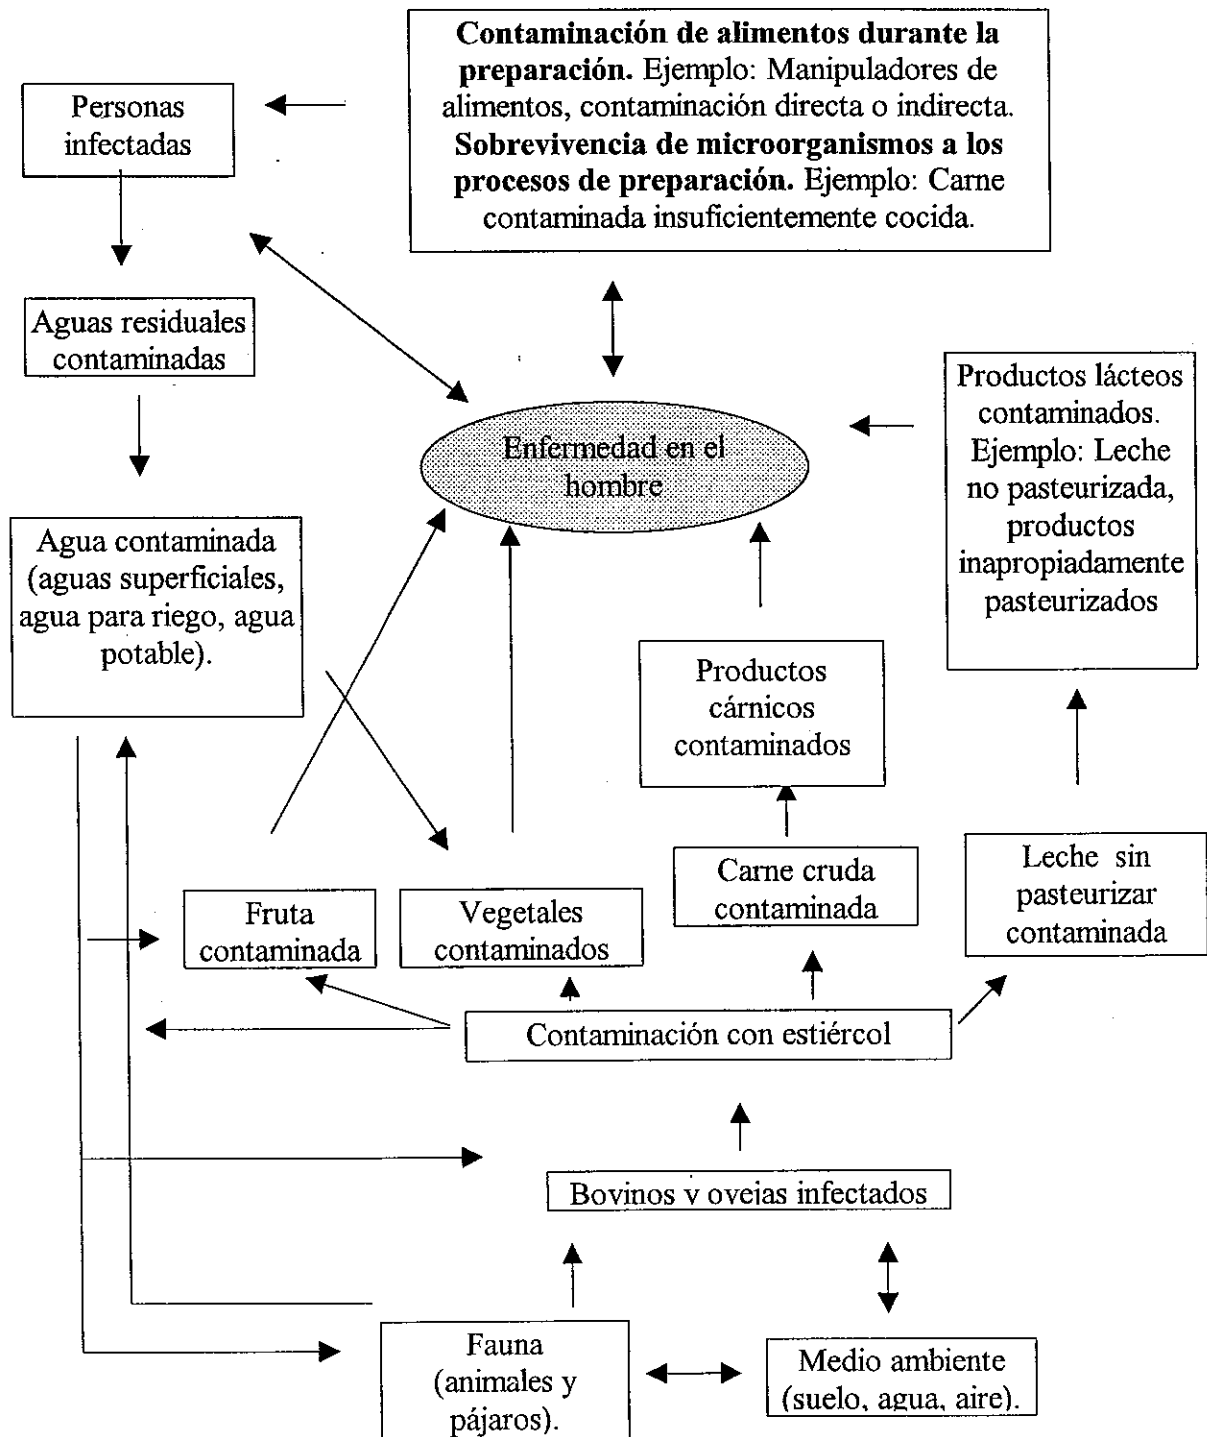 Contaminación de alimentos durante la
preparación. Ejemplo: Manipuladores de
alimentos, contaminación directa o indirecta.
Sobrevivencia de microorganismos a los
procesos de preparación. Ejemplo: Carne
contaminada insuficientemente cocida.
Personas
infectadas
Aguas residuales
contaminadas
Productos lácteos
contaminados.
Ejemplo: Leche
no pasteurizada,
productos
inapropiadamente
pasteurizados
Enfermedad en el
hombre
Agua contaminada
(aguas superficiales,
agua para riego, agua
potable).
Productos
cárnicos
contaminados
Fruta
contaminada
Vegetales
contaminados
Carne cruda
contaminada
Leche sin
pasteurizar
contaminada
Contaminación con estiércol
Bovinos y ovejas infectados
Fauna
(animales y
pájaros).
Medio ambiente
(suelo, agua, aire).